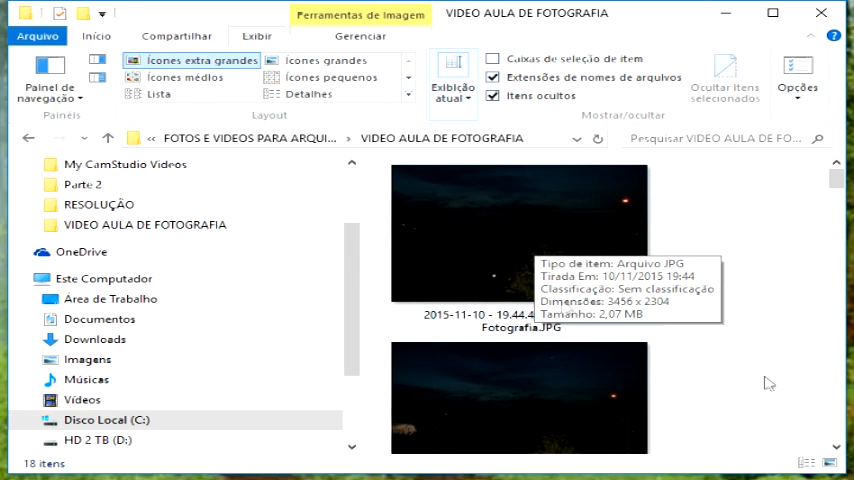 Ferramentas de Imagem
VIDEO AULA DE FOTOGRAFIA
Arquivo
Início
Compartilhar
Exibir
Gerenciar
Painel de navegação
Painéis
Ícones extra grandes
Ícones grandes
Ícones médios
Ícones pequenos
Lista
Detalhes
Layout
Exibição atual
Caixas de seleção de item
Extensões de nomes de arquivos
Itens ocultos
Ocultar itens selecionados
Mostrar/ocultar
Opções
« FOTOS E VIDEOS PARA ARQUI... › VIDEO AULA DE FOTOGRAFIA
Pesquisar VIDEO AULA DE FO...
My CamStudio Videos
Parte 2
RESOLUÇÃO
VIDEO AULA DE FOTOGRAFIA
OneDrive
Este Computador
Área de Trabalho
Documentos
Downloads
Imagens
Músicas
Vídeos
Disco Local (C:)
HD 2 TB (D:)
Tipo de item: Arquivo JPG
Tirada Em: 10/11/2015 19:44
Classificação: Sem classificação
Dimensões: 3456 x 2304
Tamanho: 2,07 MB
2015-11-10 - 19.44.4
Fotografia.JPG
18 itens